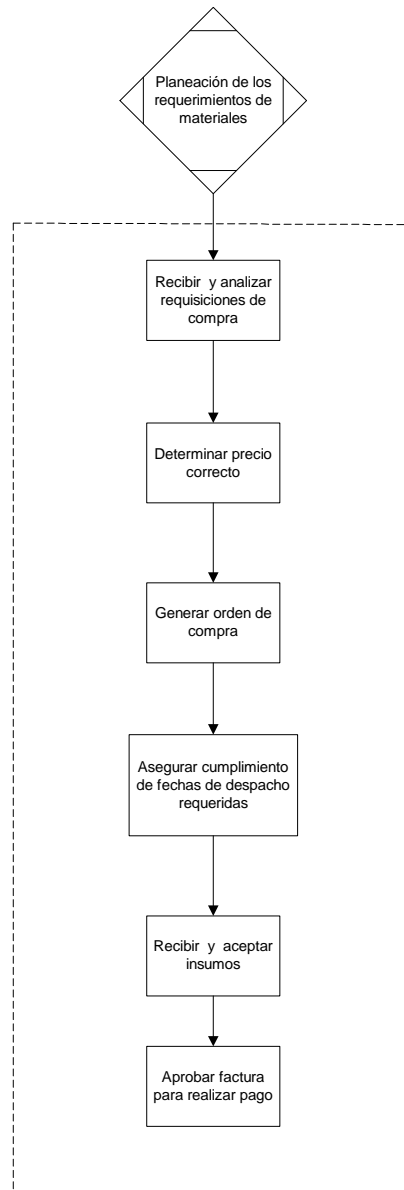 Planeación de los
requerimientos de
materiales
Recibir y analizar
requisiciones de
compra
Determinar precio
correcto
Generar orden de
compra
Asegurar cumplimiento
de fechas de despacho
requeridas
Recibir y aceptar
insumos
Aprobar factura
para realizar pago